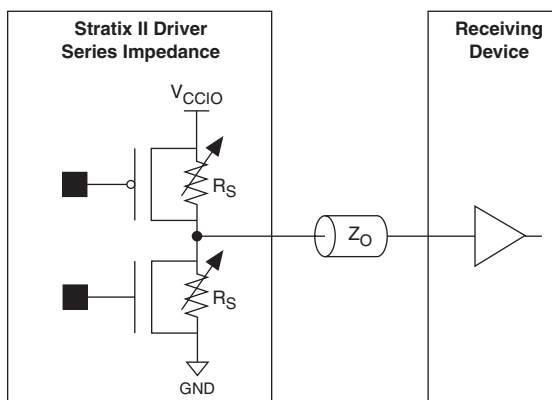 Stratix II Driver
Series Impedance
Receiving
Device
VCCIO
RS
ZO
RS
GND